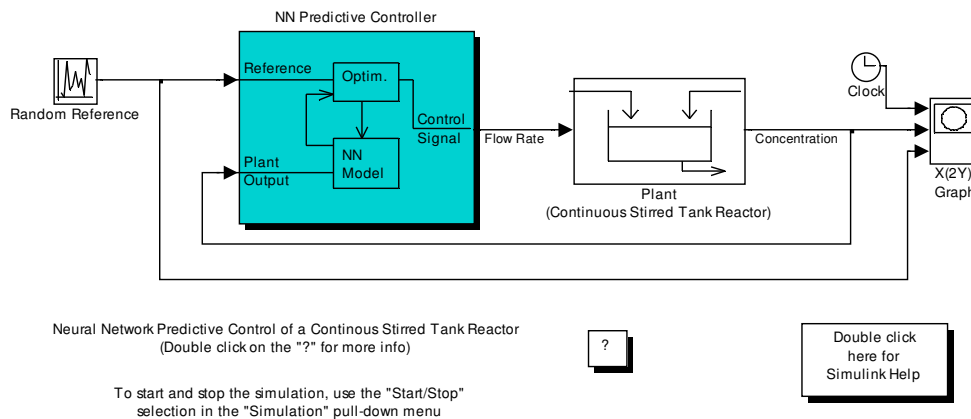 NN Predictive Controller
Random Reference
Reference
Optim.
Control
Signal
Plant
Output
NN
Model
Flow Rate
Plant
(Continuous Stirred Tank Reactor)
Concentration
Clock
X(2Y)
Graph
Neural Network Predictive Control of a Continous Stirred Tank Reactor
(Double click on the "?" for more info)
?
Double click
here for
Simulink Help
To start and stop the simulation, use the "Start/Stop"
selection in the "Simulation" pull-down menu